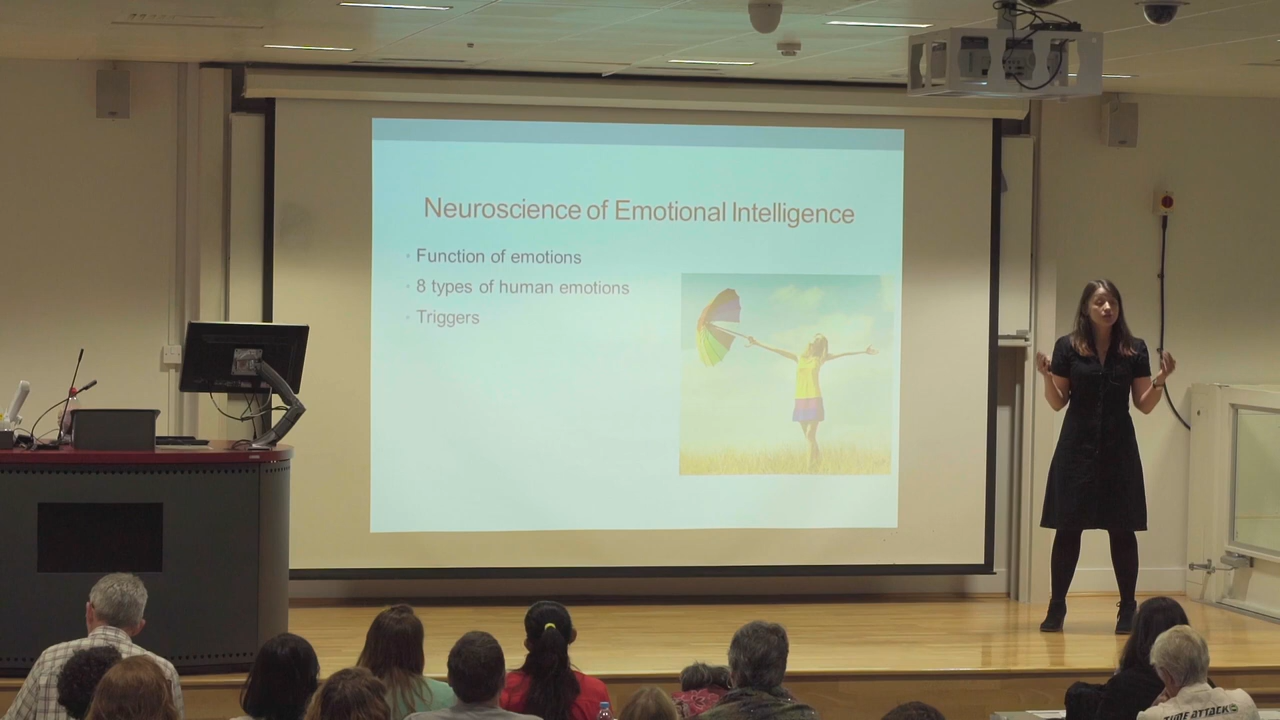 Neuroscience of Emotional Intelligence
Function of emotions
8 types of human emotions
Triggers
TIME ATTACK